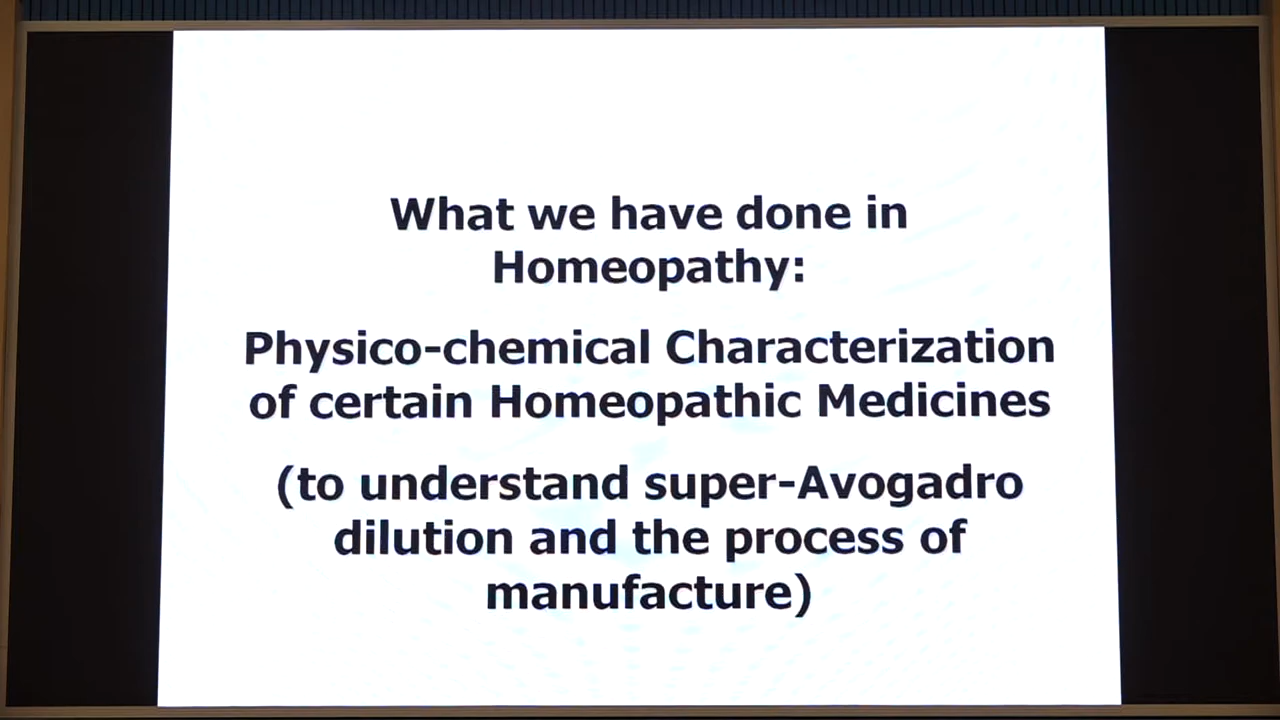 What we have done in
Homeopathy:
Physico-chemical Characterization
of certain Homeopathic Medicines
(to understand super-Avogadro
dilution and the process of
manufacture)